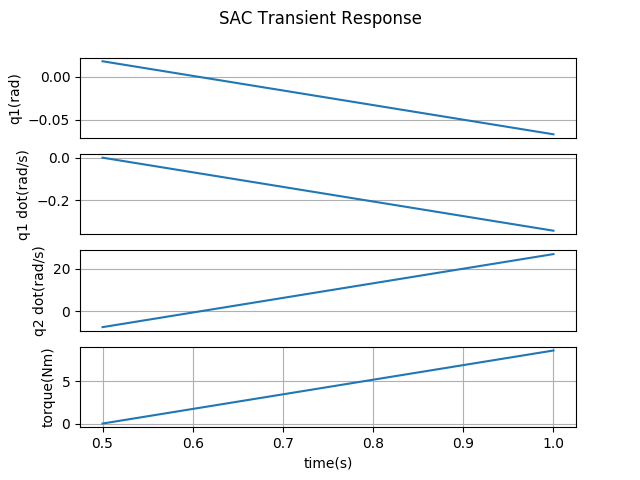 SAC Transient Response
q1(rad)
0.00
−0.05
q1 dot(rad/s)
0.0
−0.2
q2 dot(rad/s)
20
0
torque(Nm)
5
0
0.5 0.6 0.7 0.8 0.9 1.0
time(s)